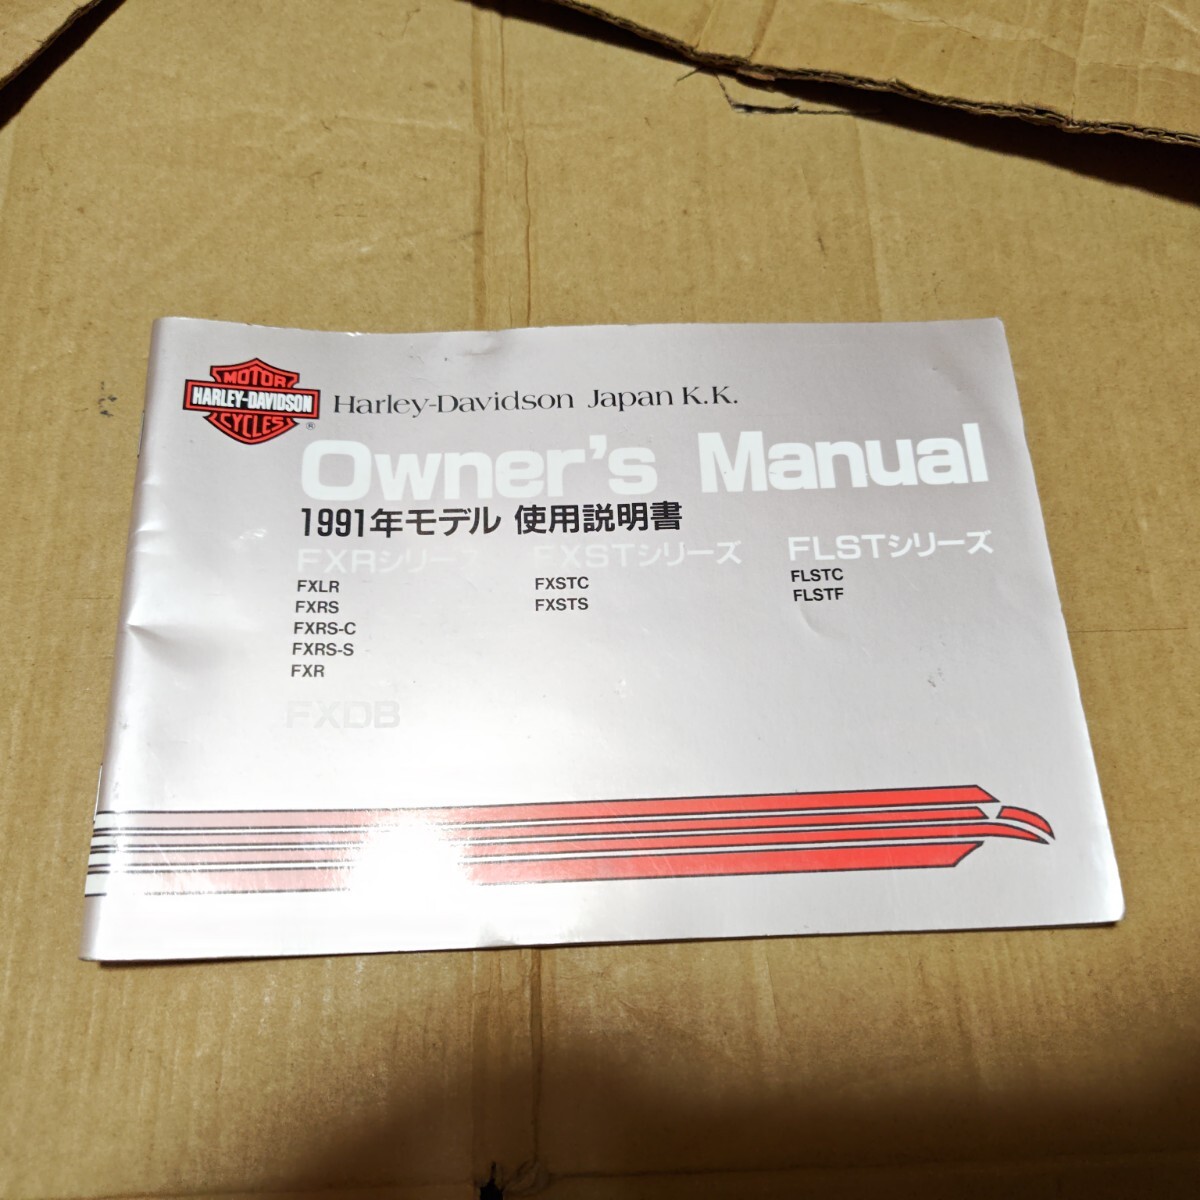 MOTOR
HARLEY-DAVIDSON
CYCLES
®
Harley-Davidson Japan K.K.
Owner's Manual
1991年モデル 使用説明書
FXRシリーズ
FXLR
FXRS
FXRS-C
FXRS-S
FXR
FXSTシリーズ
FXSTC
FXSTS
FLSTシリーズ
FLSTC
FLSTF
FXDB